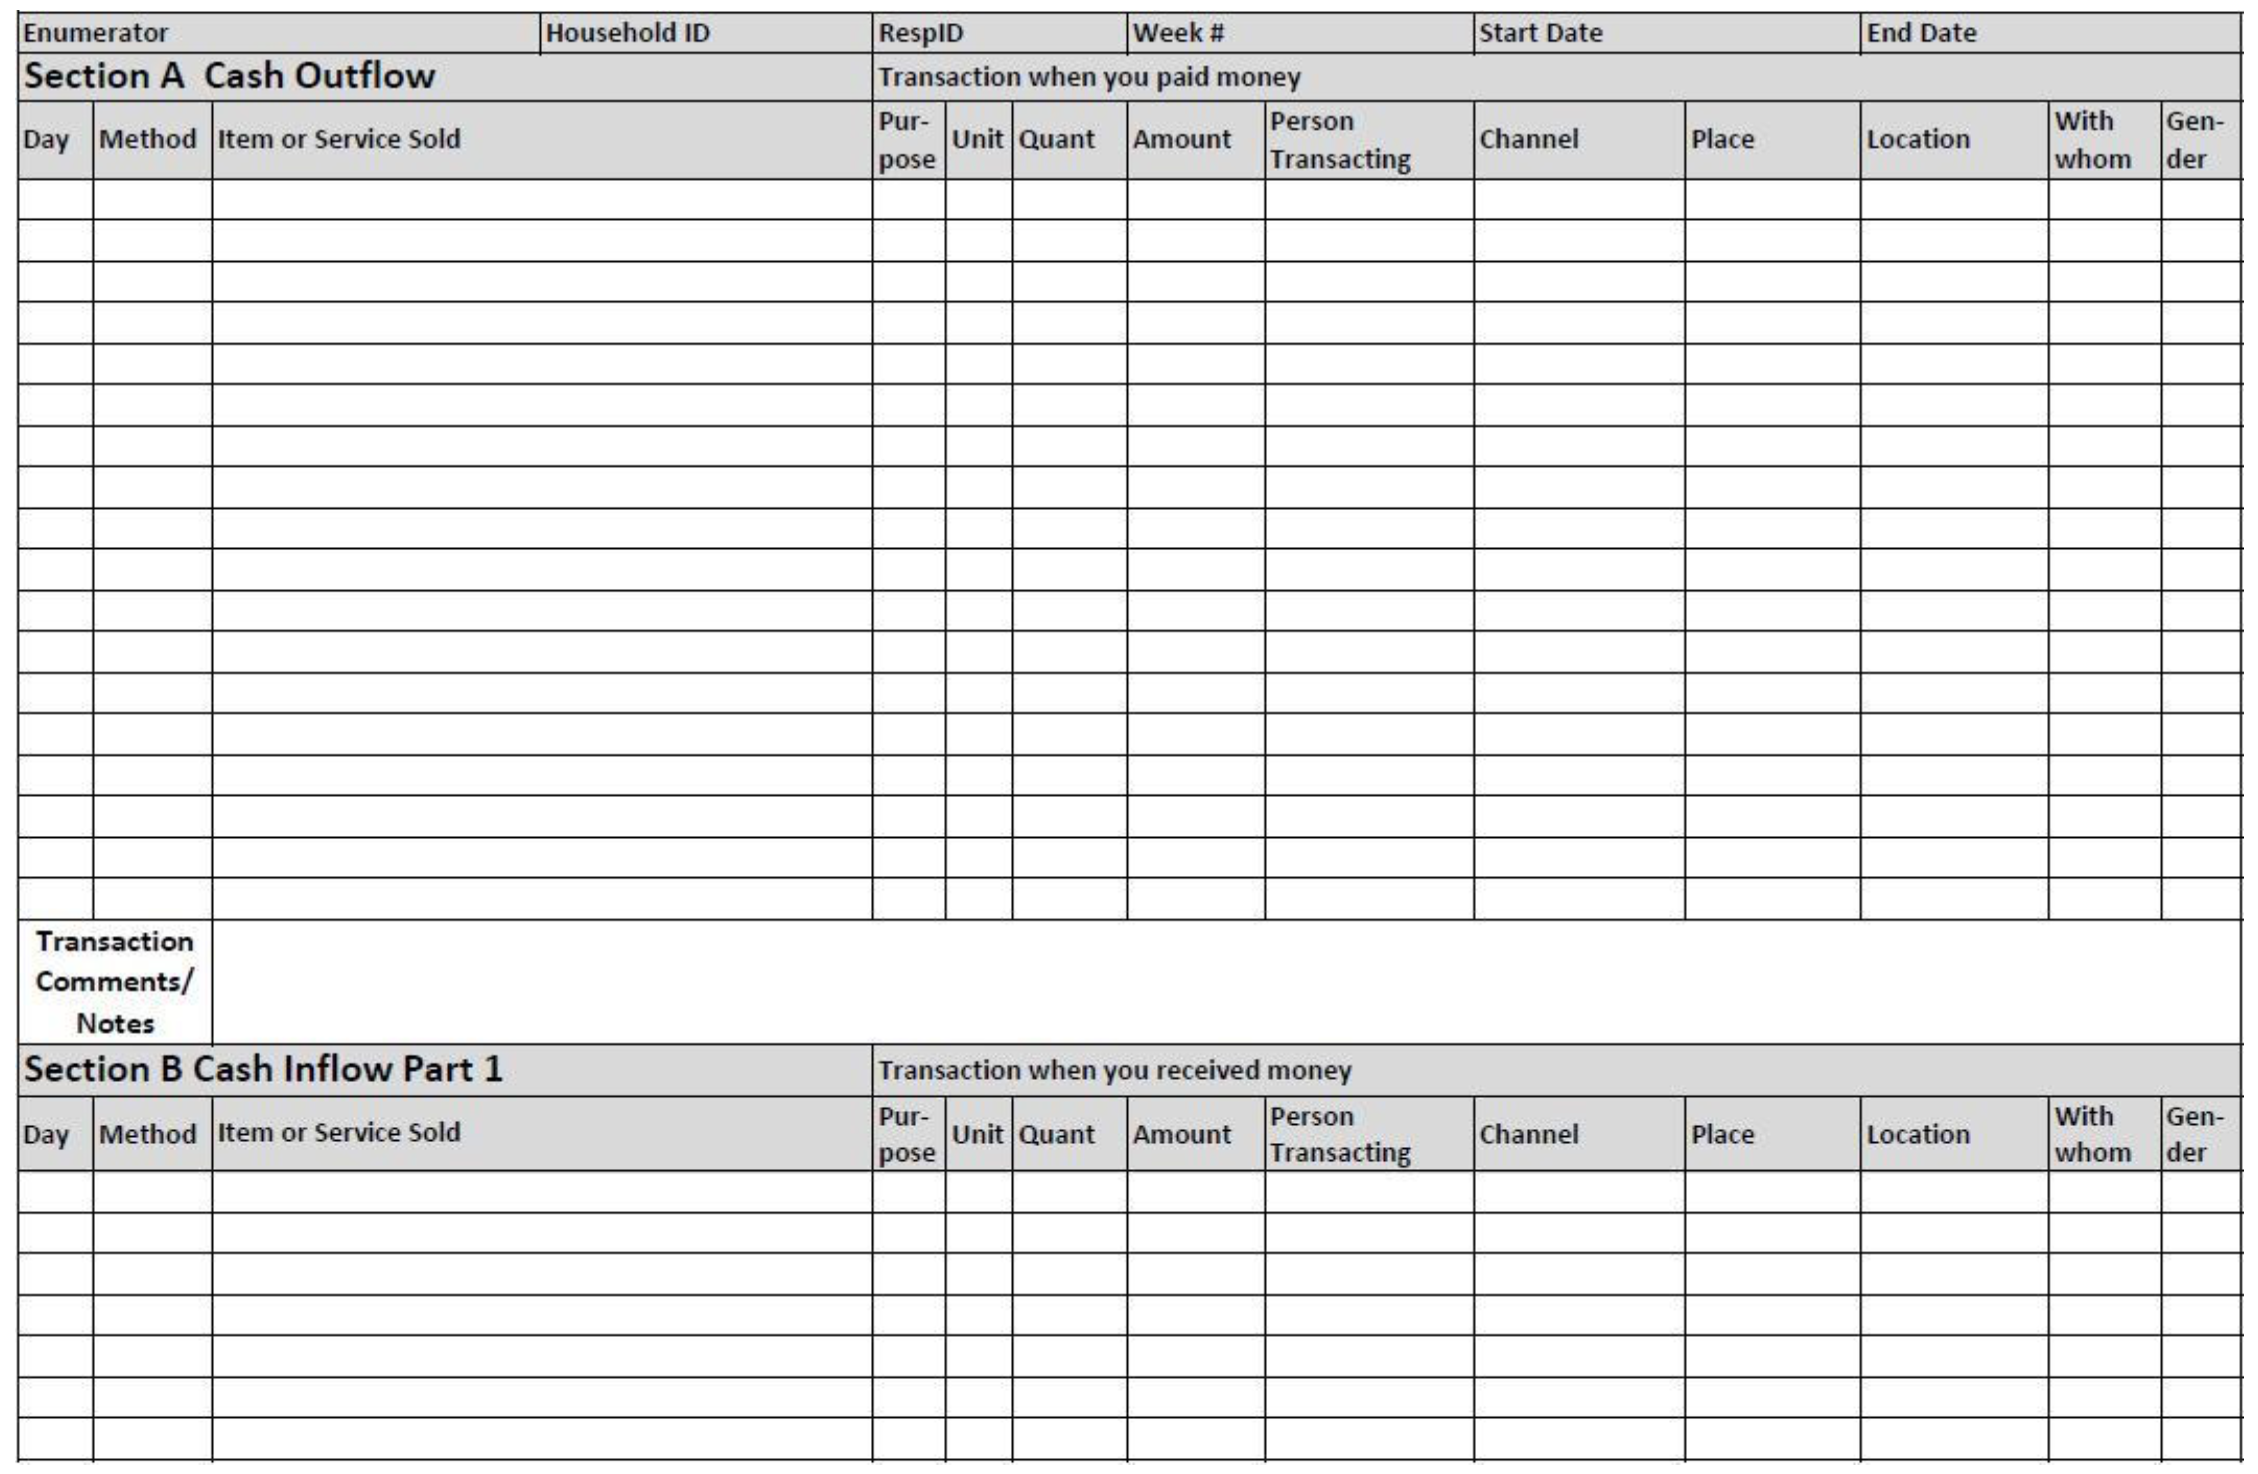 Enumerator Household ID RespID Week # Start Date End Date
Section A Cash Outflow Transaction when you paid money
Day Method Item or Service Sold Pur-pose Unit Quant Amount Person Transacting Channel Place Location With whom Gen-der
Transaction
Comments/
Notes
Section B Cash Inflow Part 1 Transaction when you received money
Day Method Item or Service Sold Pur-pose Unit Quant Amount Person Transacting Channel Place Location With whom Gen-der